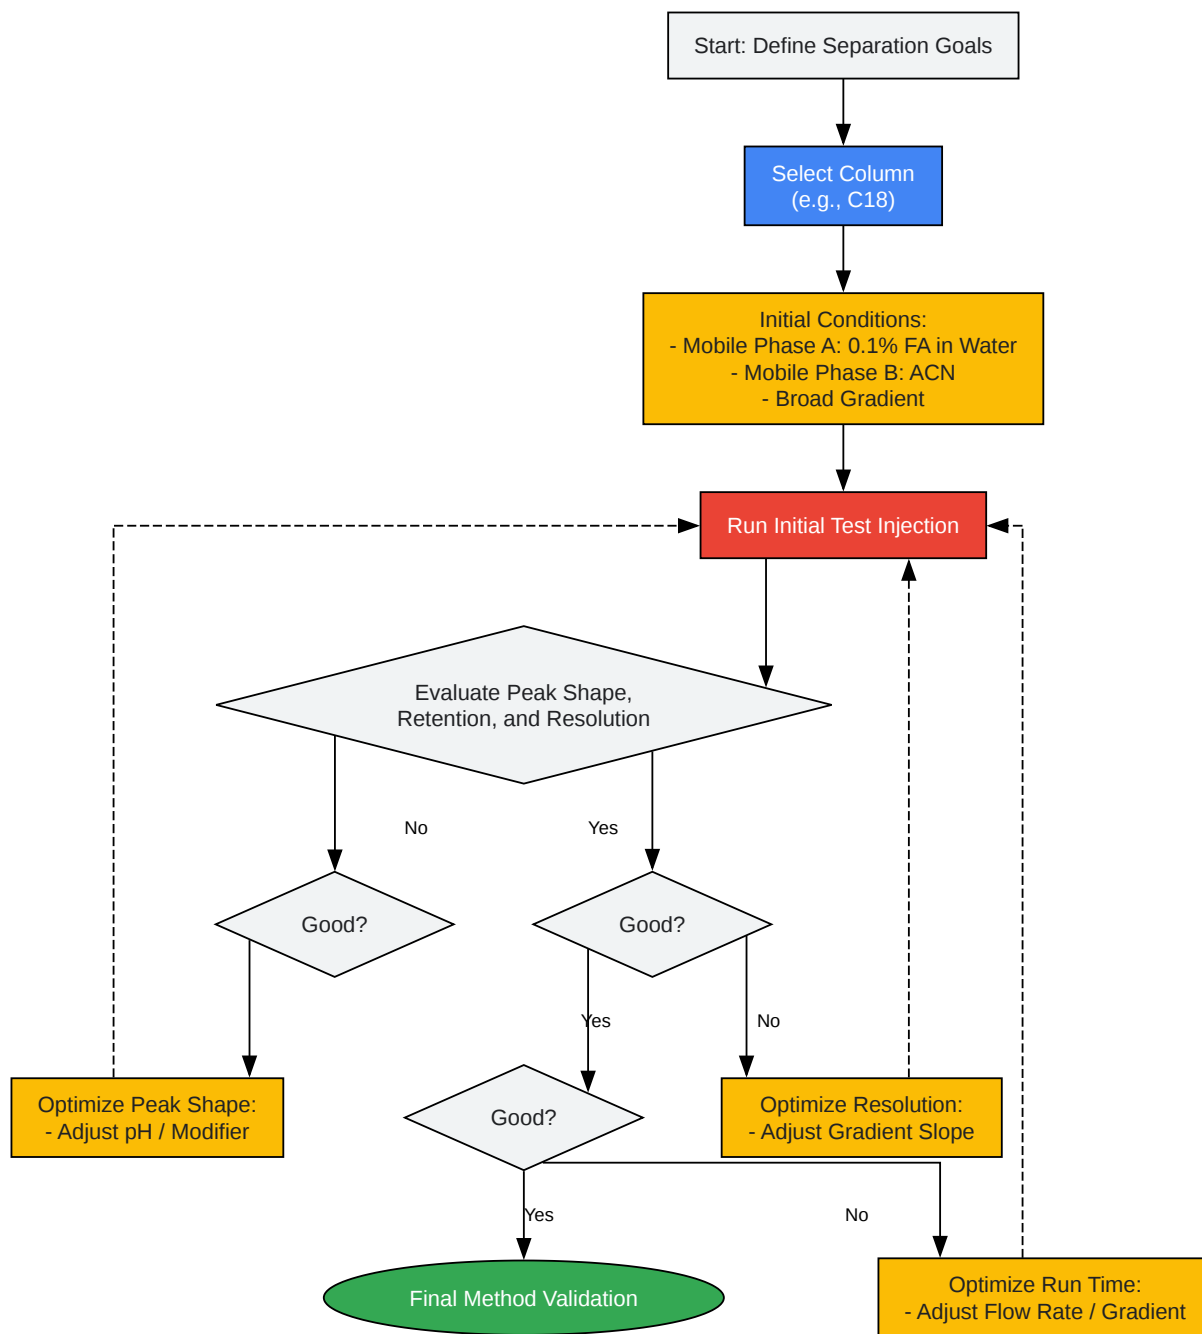 Start: Define Separation Goals
Select Column
(e.g., C18)
Initial Conditions:
- Mobile Phase A: 0.1% FA in Water
- Mobile Phase B: ACN
- Broad Gradient
Run Initial Test Injection
Evaluate Peak Shape,
Retention, and Resolution
No
Yes
Good?
Good?
Yes
No
Optimize Peak Shape:
- Adjust pH / Modifier
Good?
Optimize Resolution:
- Adjust Gradient Slope
Yes
No
Final Method Validation
Optimize Run Time:
- Adjust Flow Rate / Gradient